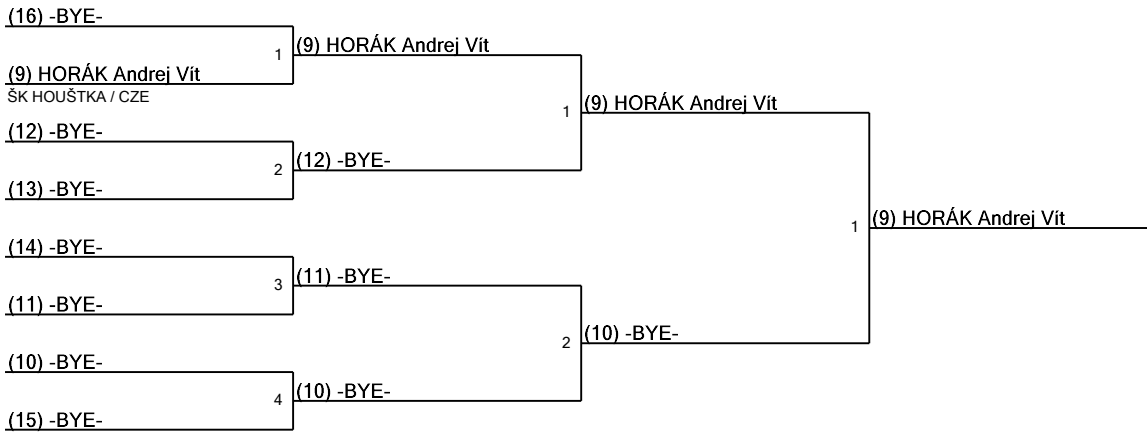 (16) -BYE-
1
(9) HORÁK Andrej Vít
(9) HORÁK Andrej Vít
ŠK HOUŠTKA / CZE
1
(9) HORÁK Andrej Vít
(12) -BYE-
2
(12) -BYE-
(13) -BYE-
1
(9) HORÁK Andrej Vít
(14) -BYE-
3
(11) -BYE-
(11) -BYE-
2
(10) -BYE-
(10) -BYE-
4
(10) -BYE-
(15) -BYE-